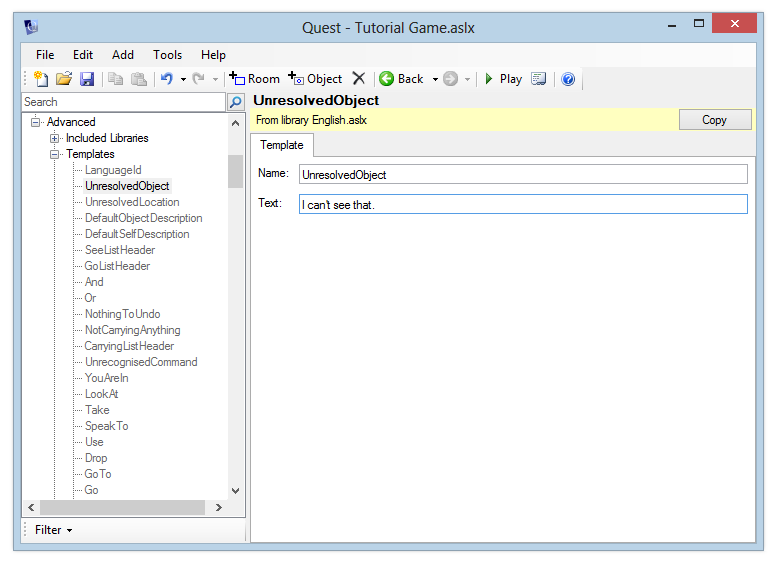 Quest - Tutorial Game.aslx
File Edit Add Tools Help
Room Object Back Play
Search
UnresolvedObject
From library English.aslx
Copy
Template
Name: UnresolvedObject
Text: I can't see that.
Advanced
Included Libraries
Templates
LanguageId
UnresolvedObject
UnresolvedLocation
DefaultObjectDescription
DefaultSelfDescription
SeeListHeader
GoListHeader
And
Or
NothingToUndo
NotCarryingAnything
CarryingListHeader
UnrecognisedCommand
YouAreIn
LookAt
Take
SpeakTo
Use
Drop
GoTo
Go
Filter